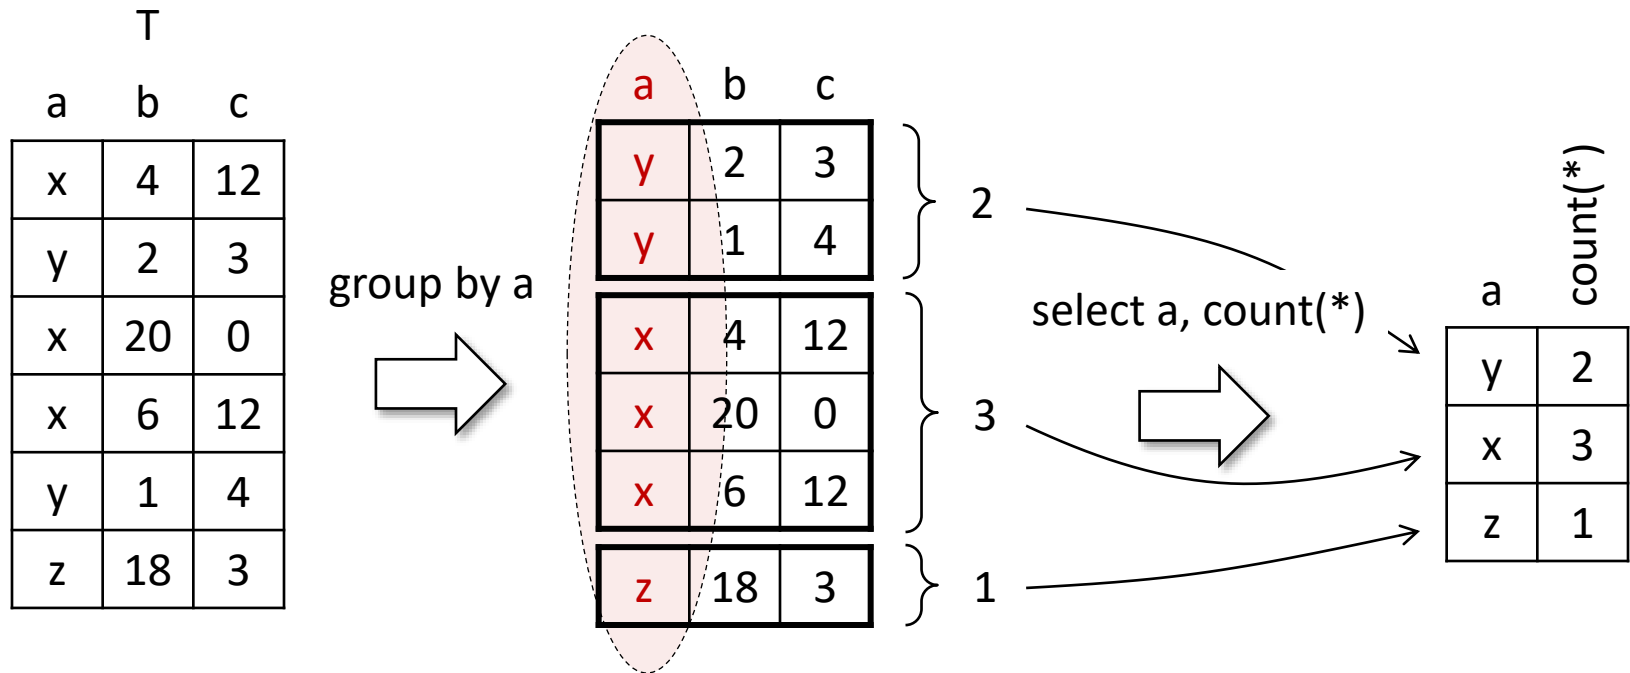 T
a b c
x 4 12
y 2 3
x 20 0
x 6 12
y 1 4
z 18 3
group by a
a b c
y 2 3
y 1 4
x 4 12
x 20 0
x 6 12
z 18 3
2
3
1
select a, count(*)
a count(*)
y 2
x 3
z 1